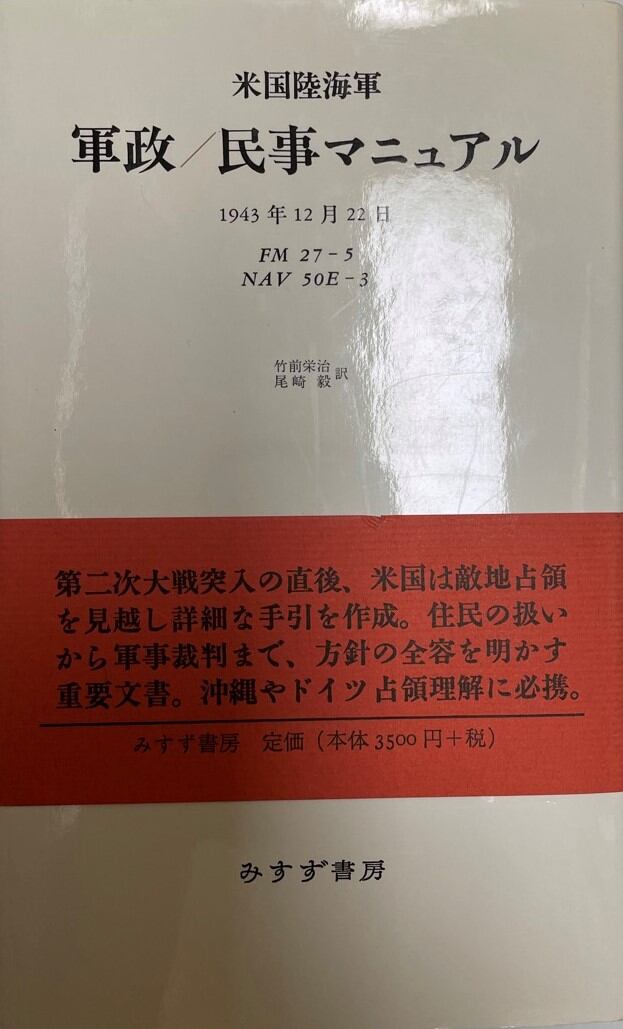 米国陸海軍
軍政／民事マニュアル
1943年12月22日
FM 27-5
NAV 50E-3
竹前栄治
尾崎 毅 訳
第二次大戦突入の直後、米国は敵地占領
を見越し詳細な手引を作成。住民の扱い
から軍事裁判まで、方針の全容を明かす
重要文書。沖縄やドイツ占領理解に必携。
みすず書房 定価（本体3500円＋税）
みすず書房